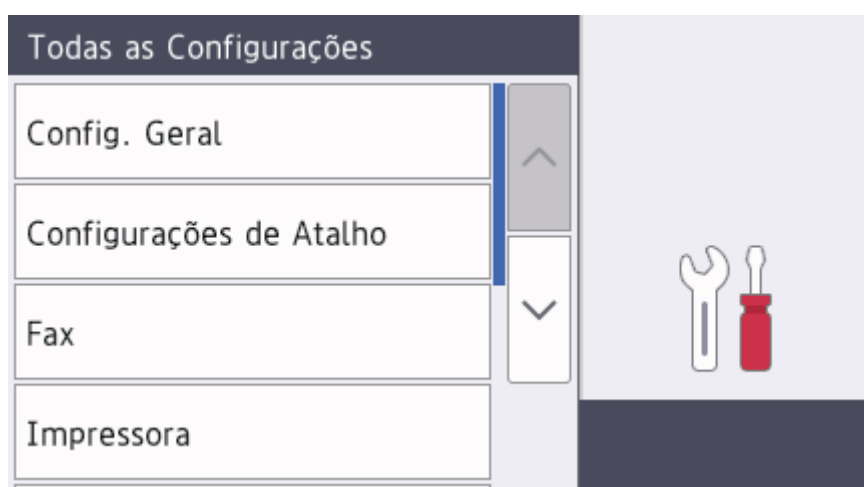 Todas as Configurações
Config. Geral
Configurações de Atalho
Fax
Impressora